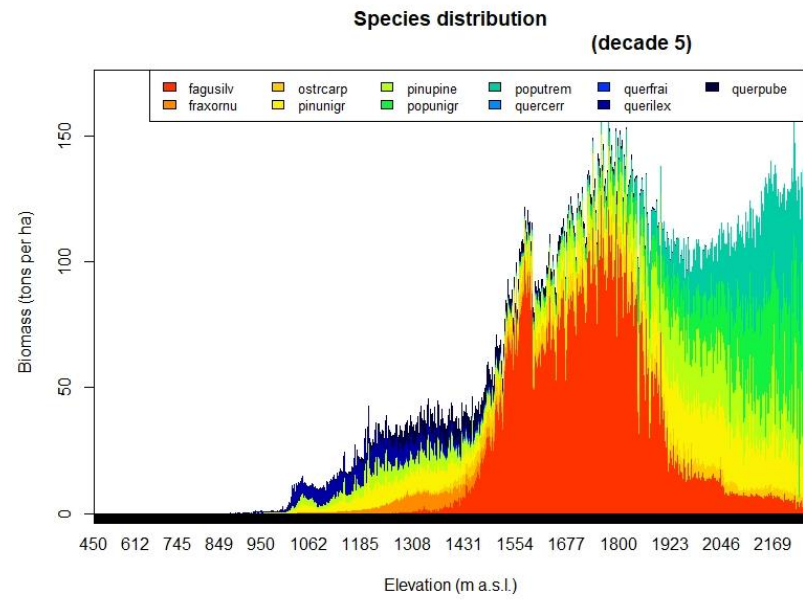 Species distribution
(decade 5)
fagusilv ostrcarp pinupine poputrem querfrai querpube
fraxornu pinunigr popunigr quercerr querilex
Biomass (tons per ha)
150
100
50
0
450 612 745 849 950 1062 1185 1308 1431 1554 1677 1800 1923 2046 2169
Elevation (m a.s.l.)